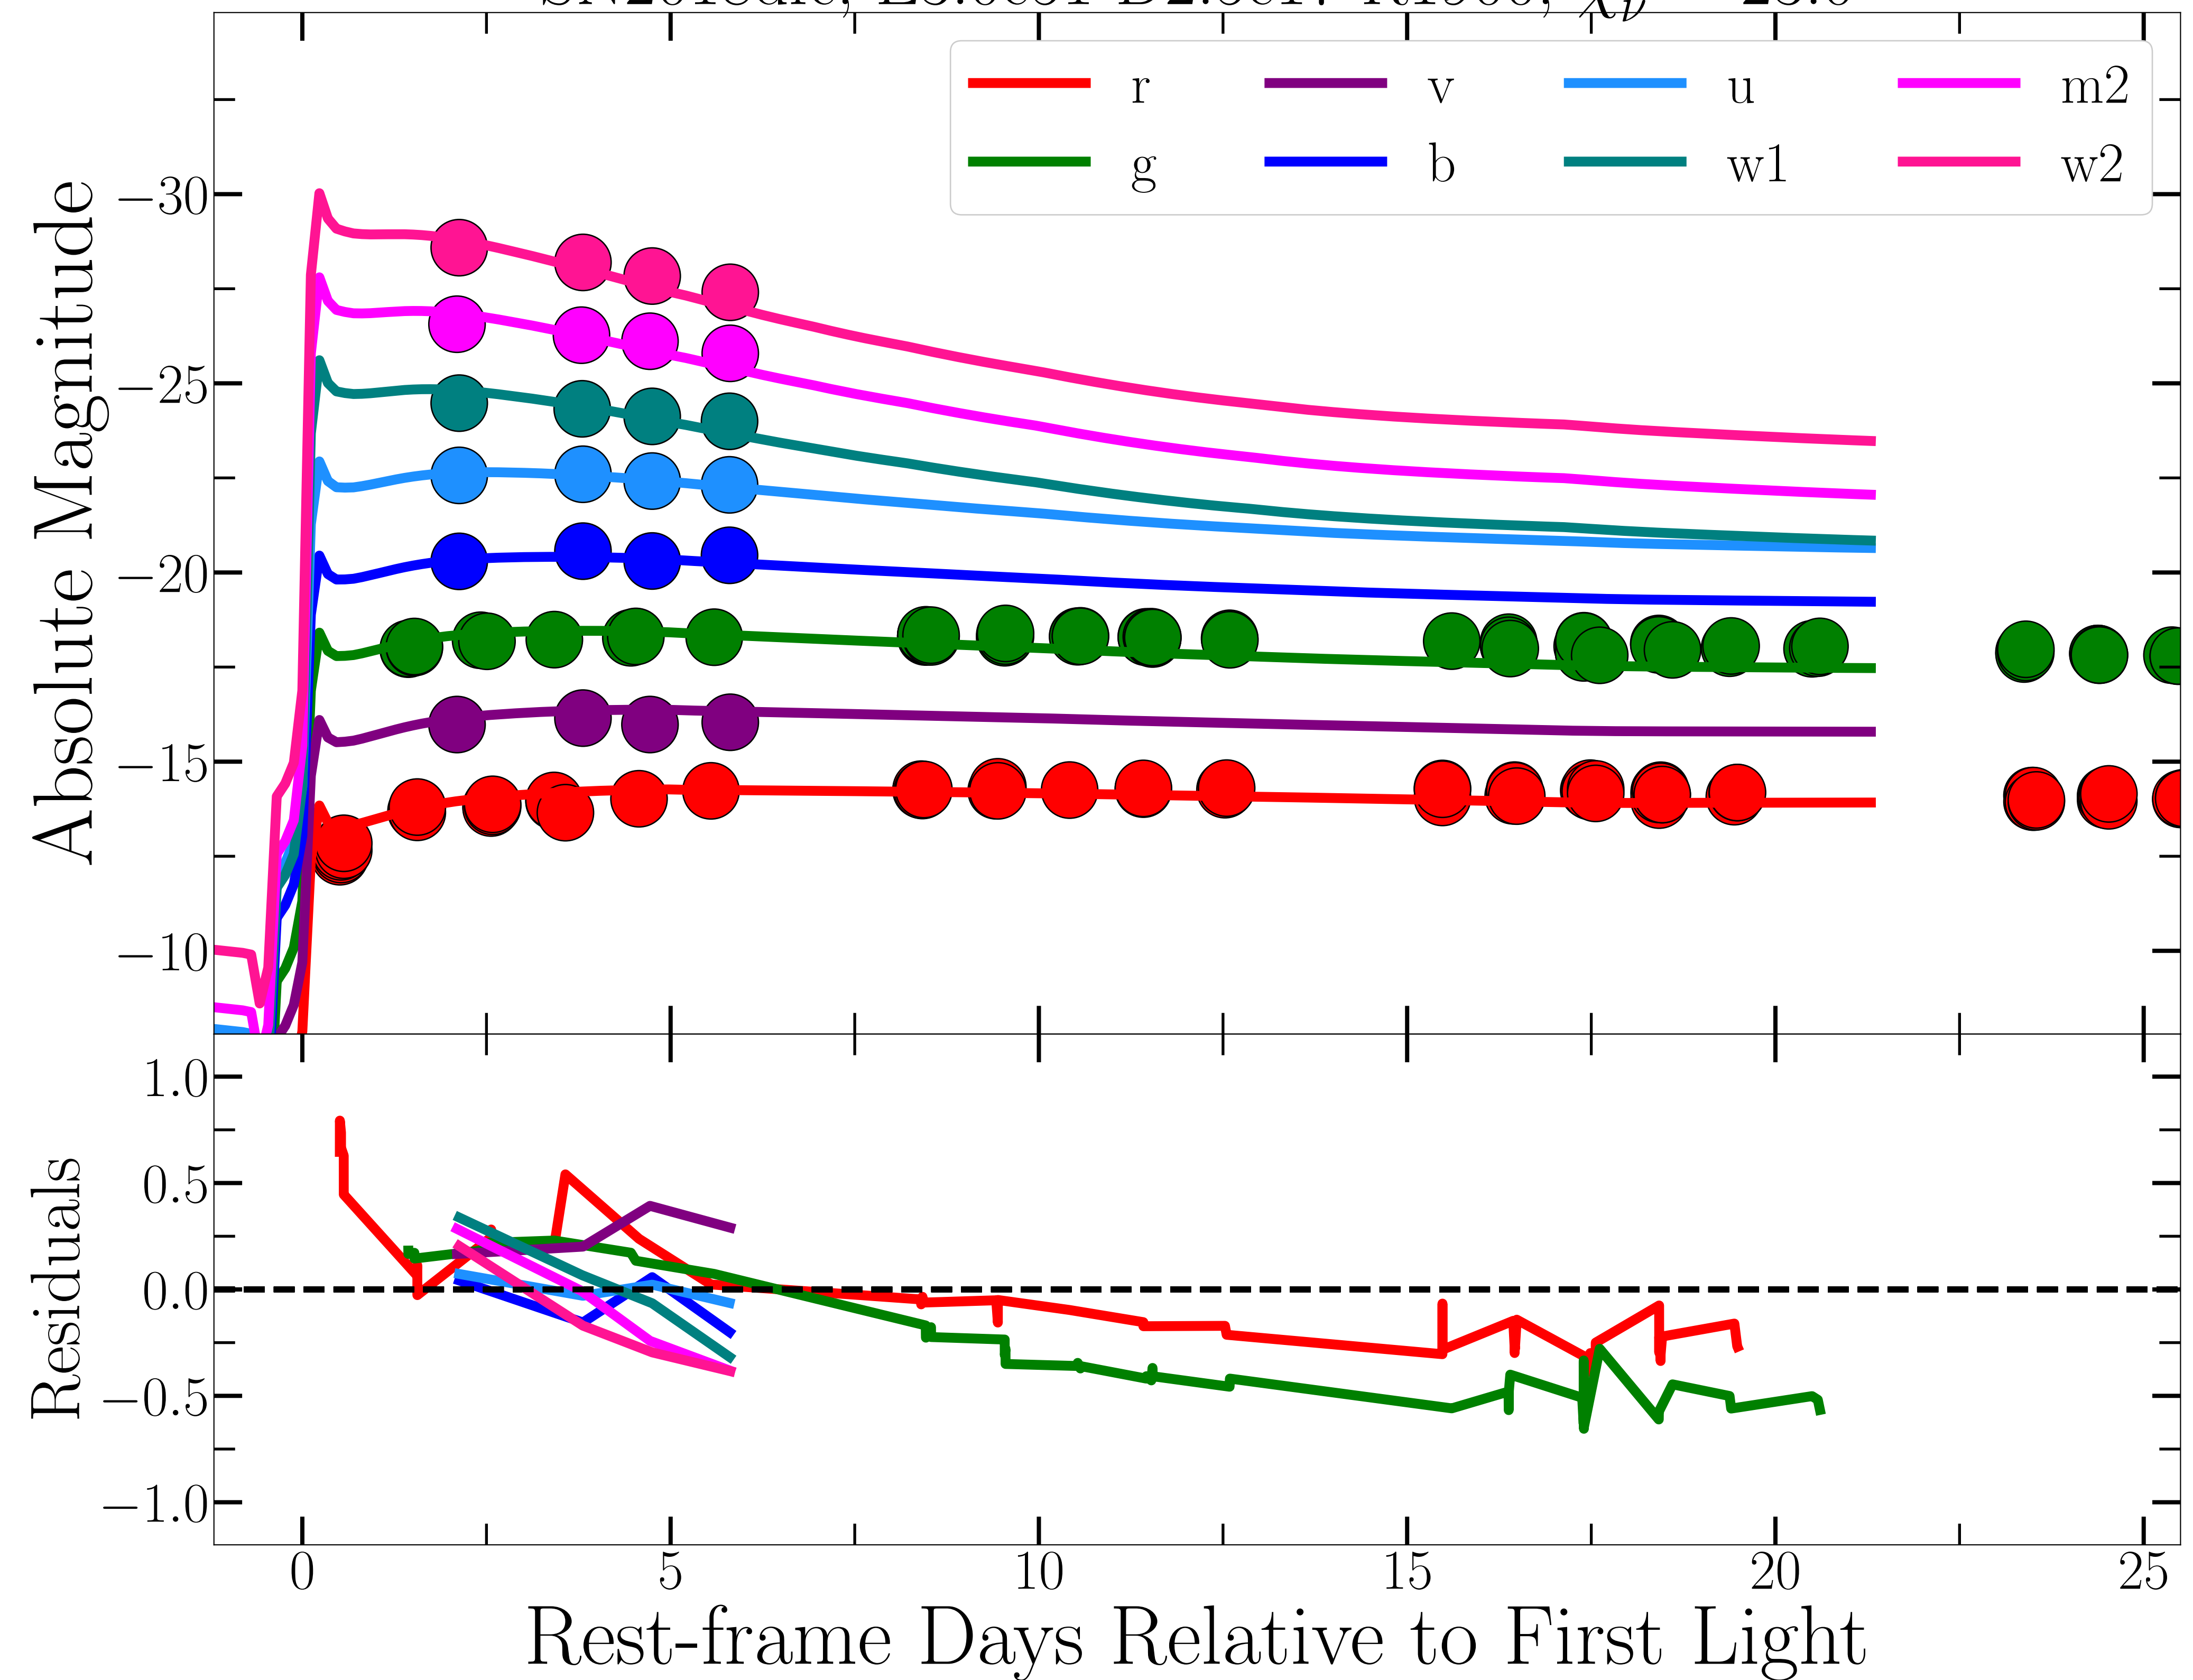 r v u m2
g b w1 w2
Absolute Magnitude
−30
−25
−20
−15
−10
Residuals
1.0
0.5
0.0
−0.5
−1.0
0 5 10 15 20 25
Rest-frame Days Relative to First Light